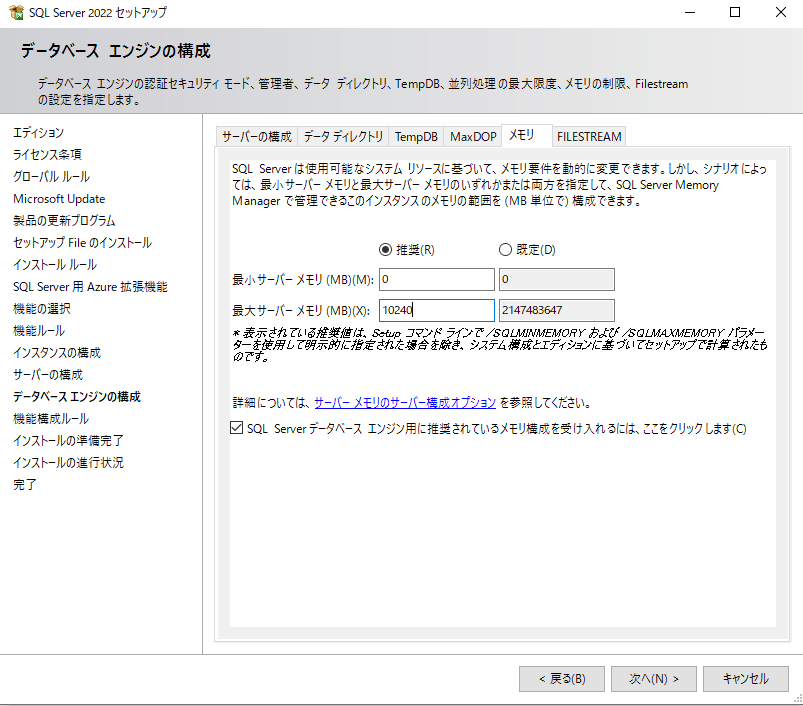 SQL Server 2022 セットアップ
データベース エンジンの構成
データベース エンジンの認証セキュリティ モード、管理者、データ ディレクトリ、TempDB、並列処理の最大限度、メモリの制限、Filestream
の設定を指定します。
エディション
ライセンス条項
グローバル ルール
Microsoft Update
製品の更新プログラム
セットアップ File のインストール
インストール ルール
SQL Server 用 Azure 拡張機能
機能の選択
機能ルール
インスタンスの構成
サーバーの構成
データベース エンジンの構成
機能構成ルール
インストールの準備完了
インストールの進行状況
完了
サーバーの構成 データ ディレクトリ TempDB MaxDOP メモリ FILESTREAM
SQL Server は使用可能なシステム リソースに基づいて、メモリ要件を動的に変更できます。しかし、シナリオによっ
ては、最小サーバー メモリと最大サーバー メモリのいずれかまたは両方を指定して、SQL Server Memory
Manager で管理できるこのインスタンスのメモリの範囲を (MB 単位で) 構成できます。
推奨(R) 既定(D)
最小サーバー メモリ (MB)(M): 0 0
最大サーバー メモリ (MB)(X): 10240 2147483647
* 表示されている推奨値は、Setup コマンド ラインで /SQLMINMEMORY および /SQLMAXMEMORY パラメー
ターを使用して明示的に指定された場合を除き、システム構成とエディションに基づいてセットアップで計算されたも
のです。
詳細については、サーバー メモリのサーバー構成オプション を参照してください。
SQL Server データベース エンジン用に推奨されているメモリ構成を受け入れるには、ここをクリックします(C)
< 戻る(B) 次へ(N) > キャンセル